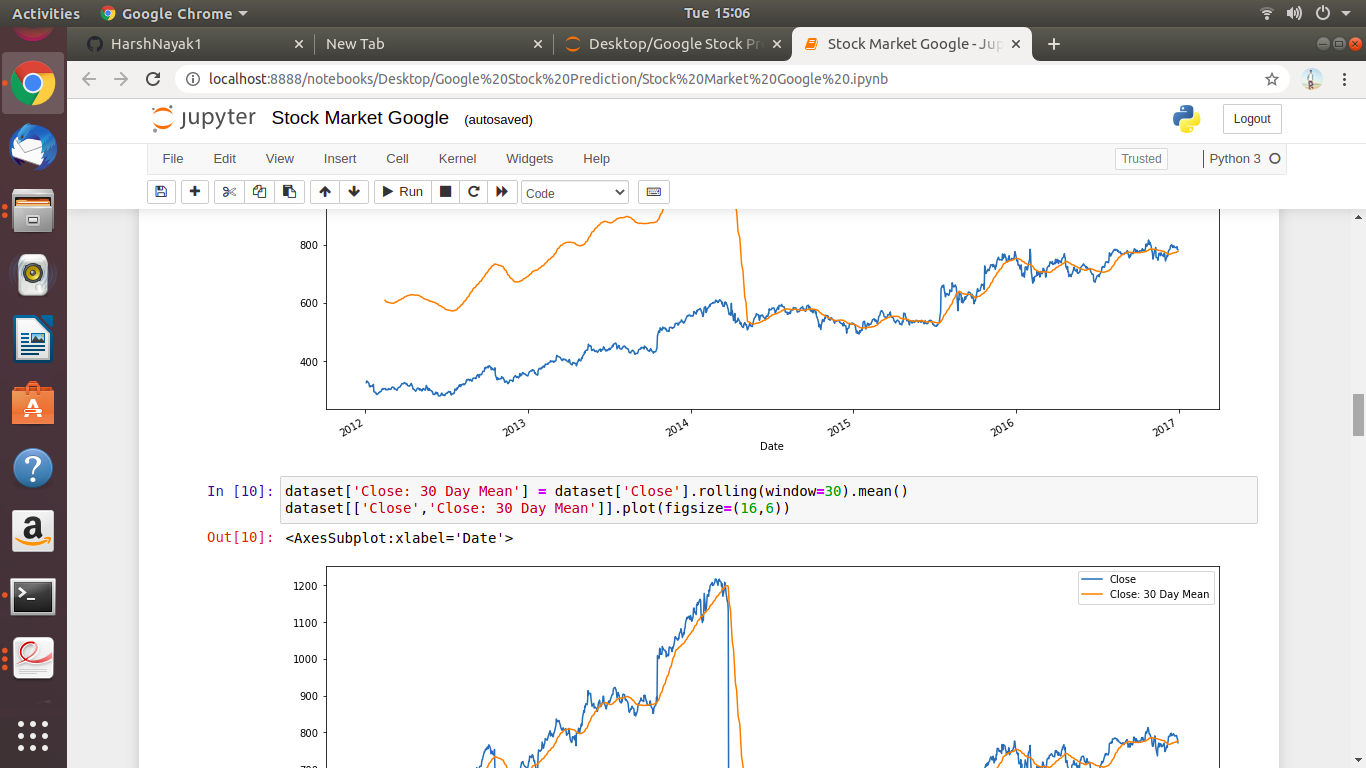 Activities
Google Chrome
Tue 15:06
HarshNayak1
New Tab
Desktop/Google Stock Pr
Stock Market Google - Jup
localhost:8888/notebooks/Desktop/Google%20Stock%20Prediction/Stock%20Market%20Google%20.ipynb
jupyter
Stock Market Google
(autosaved)
Logout
File
Edit
View
Insert
Cell
Kernel
Widgets
Help
Trusted
Python 3
Run
Code
800
600
400
2012
2013
2014
2015
2016
2017
Date
In [10]:
dataset['Close: 30 Day Mean'] = dataset['Close'].rolling(window=30).mean()
dataset[['Close','Close: 30 Day Mean']].plot(figsize=(16,6))
Out[10]:
<AxesSubplot:xlabel='Date'>
Close
Close: 30 Day Mean
1200
1100
1000
900
800
700